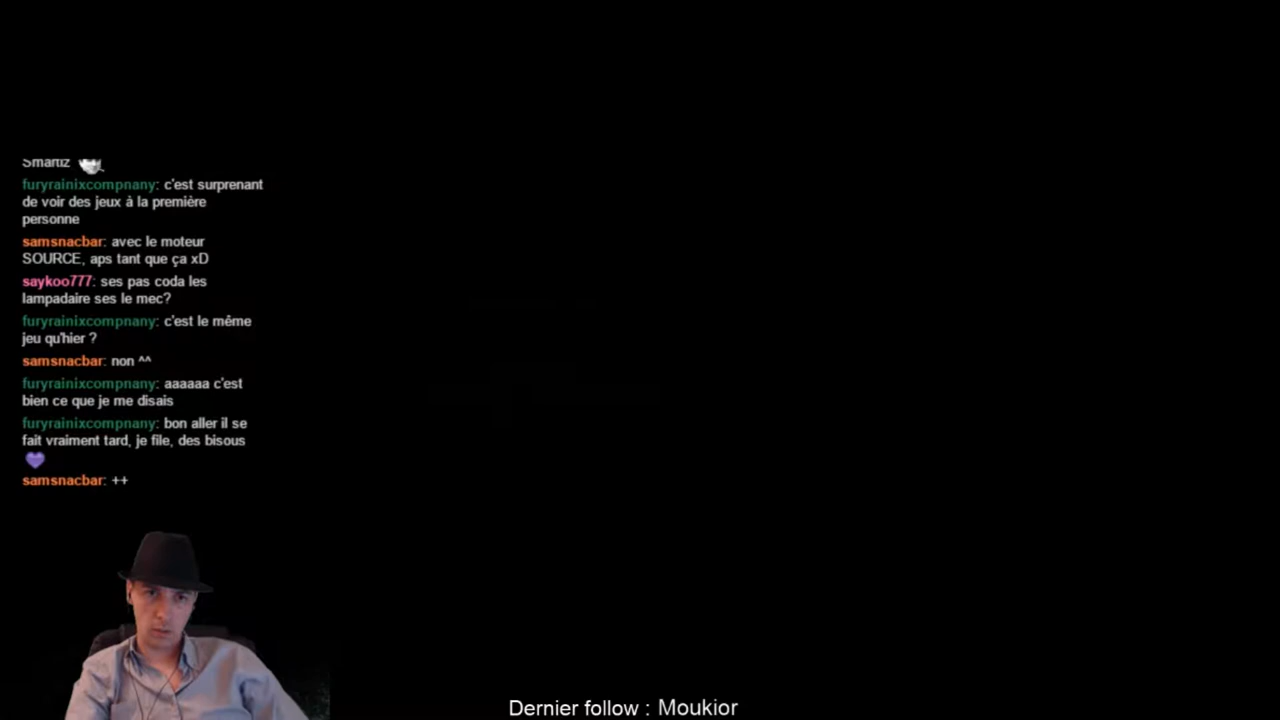 Smartiz
furyrainixcompnany: c'est surprenant
de voir des jeux à la première
personne
samsnacbar: avec le moteur
SOURCE, aps tant que ça xD
saykoo777: ses pas coda les
lampadaire ses le mec?
furyrainixcompnany: c'est le même
jeu qu'hier ?
samsnacbar: non ^^
furyrainixcompnany: aaaaaa c'est
bien ce que je me disais
furyrainixcompnany: bon aller il se
fait vraiment tard, je file, des bisous
samsnacbar: ++
Dernier follow : Moukior